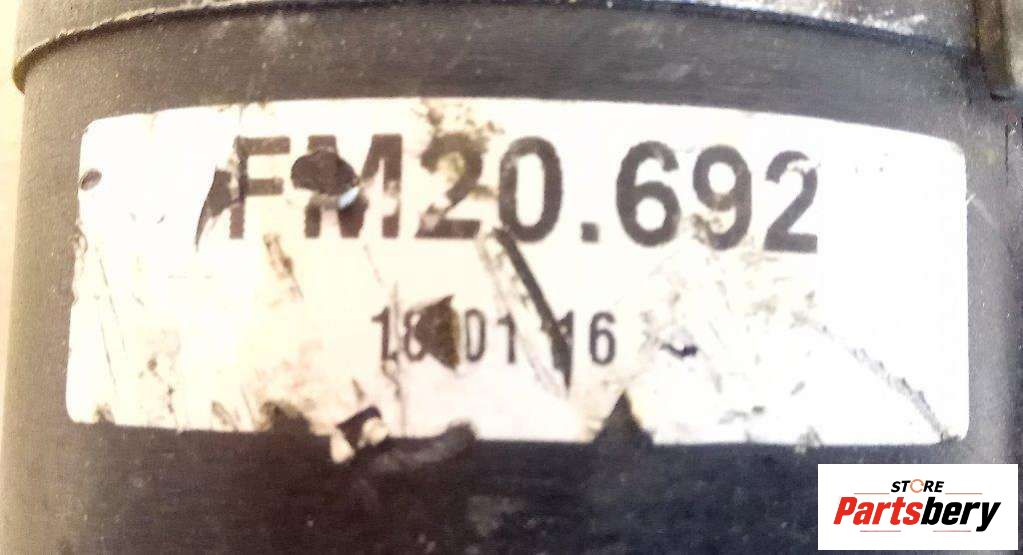 FM20.692
18 01 16
STORE
Partsbery